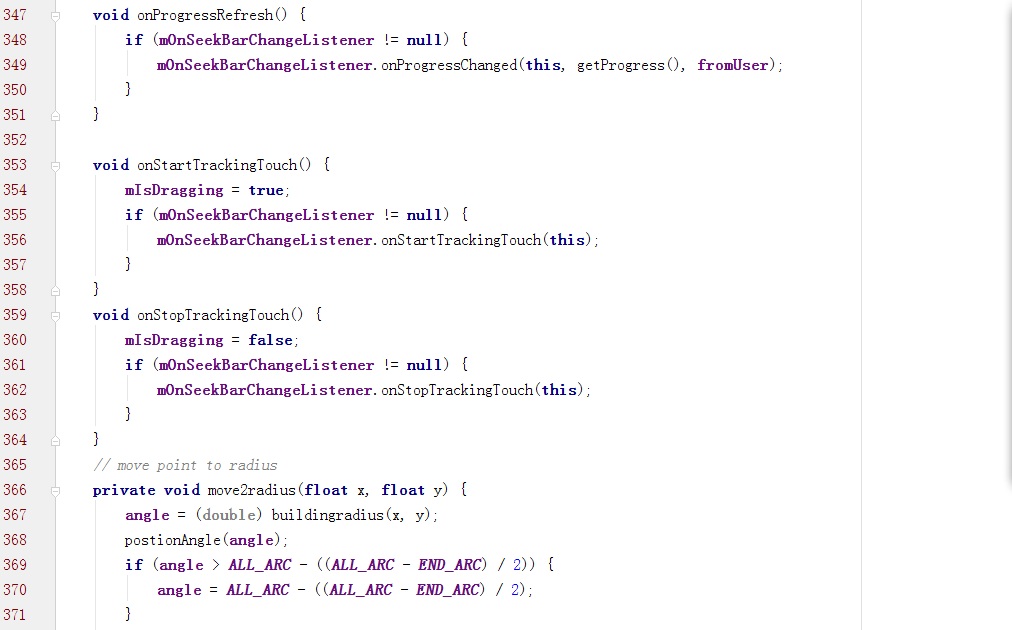 347 void onProgressRefresh() {
348 if (mOnSeekBarChangeListener != null) {
349 mOnSeekBarChangeListener.onProgressChanged(this, getProgress(), fromUser);
350 }
351 }
352
353 void onStartTrackingTouch() {
354 mIsDragging = true;
355 if (mOnSeekBarChangeListener != null) {
356 mOnSeekBarChangeListener.onStartTrackingTouch(this);
357 }
358 }
359 void onStopTrackingTouch() {
360 mIsDragging = false;
361 if (mOnSeekBarChangeListener != null) {
362 mOnSeekBarChangeListener.onStopTrackingTouch(this);
363 }
364 }
365 // move point to radius
366 private void move2radius(float x, float y) {
367 angle = (double) buildingradius(x, y);
368 postionAngle(angle);
369 if (angle > ALL_ARC - ((ALL_ARC - END_ARC) / 2)) {
370 angle = ALL_ARC - ((ALL_ARC - END_ARC) / 2);
371 }